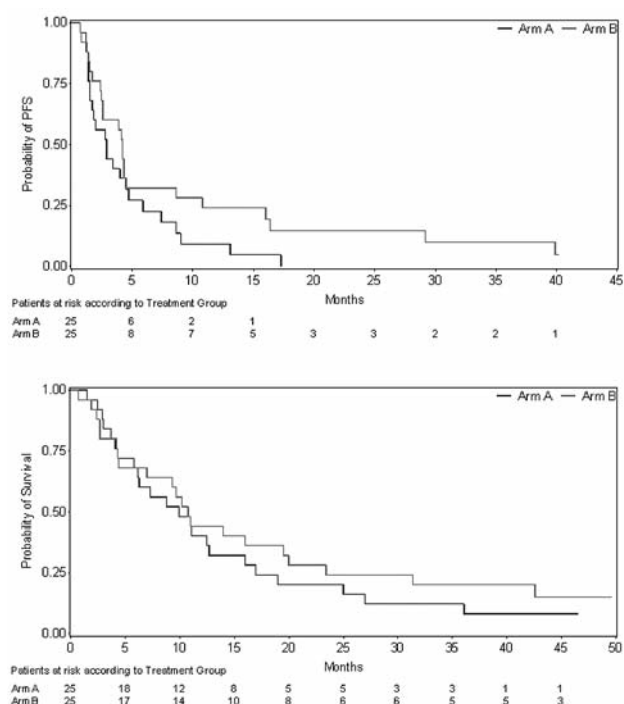 1.00
0.75
0.50
0.25
0.00
Probability of PFS
Arm A Arm B
0 5 10 15 20 25 30 35 40 45
Months
Patients at risk according to Treatment Group
Arm A 25 6 2 1
Arm B 25 8 7 5 3 3 2 2 1
1.00
0.75
0.50
0.25
0.00
Probability of Survival
Arm A Arm B
0 5 10 15 20 25 30 35 40 45 50
Months
Patients at risk according to Treatment Group
Arm A 25 18 12 8 5 5 3 3 1 1
Arm B 25 17 14 10 8 6 6 5 5 3